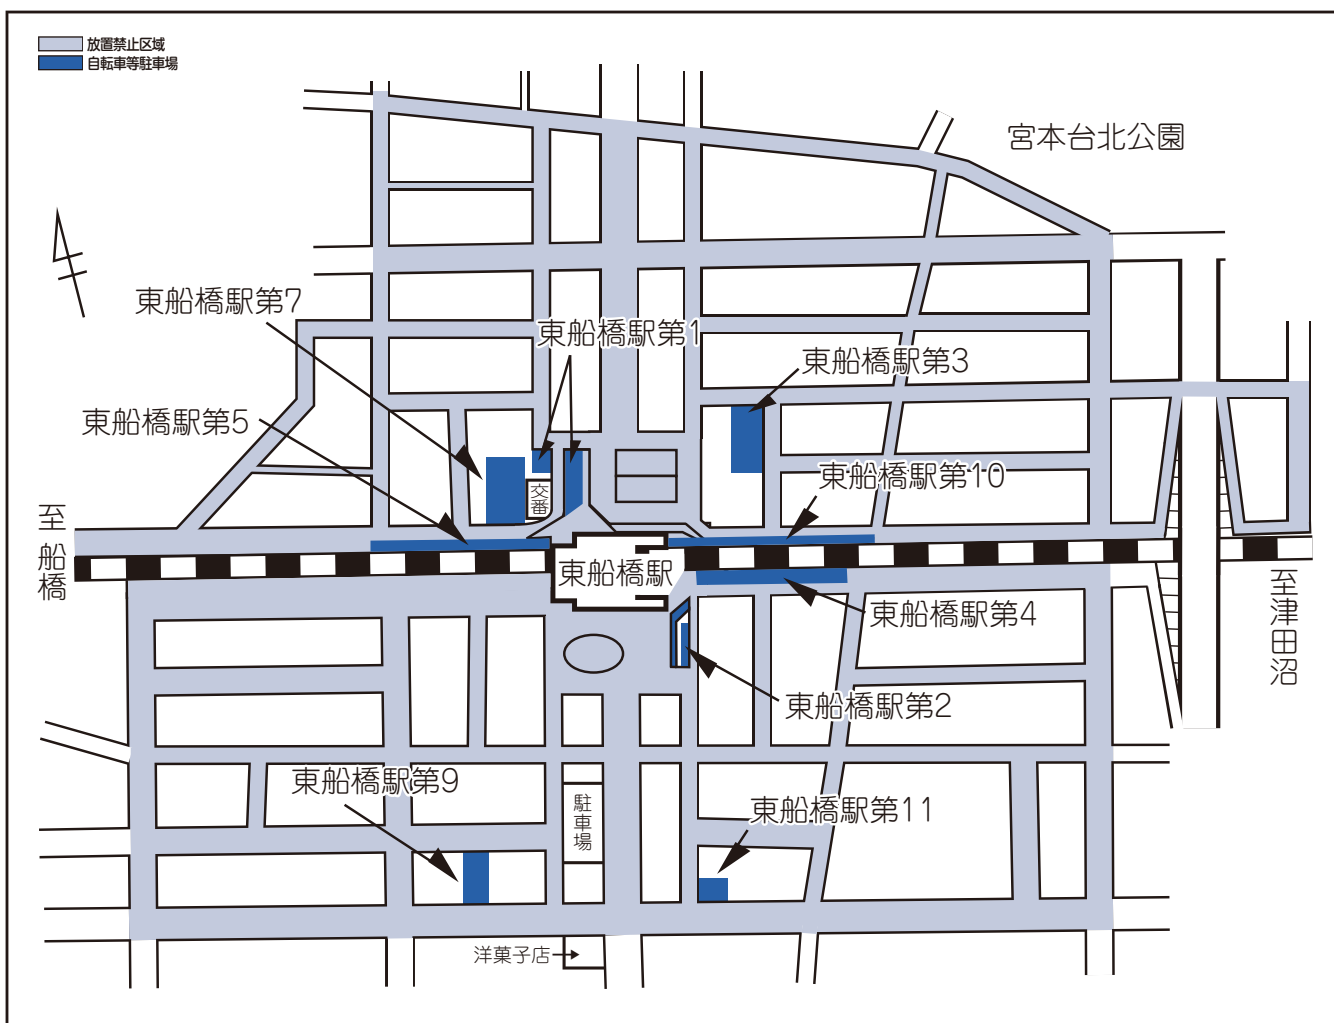 放置禁止区域
自転車等駐車場
宮本台北公園
東船橋駅第7
東船橋駅第1
東船橋駅第3
東船橋駅第5
東船橋駅第10
交番
至船橋
東船橋駅
至津田沼
東船橋駅第4
東船橋駅第2
東船橋駅第9
駐車場
東船橋駅第11
洋菓子店